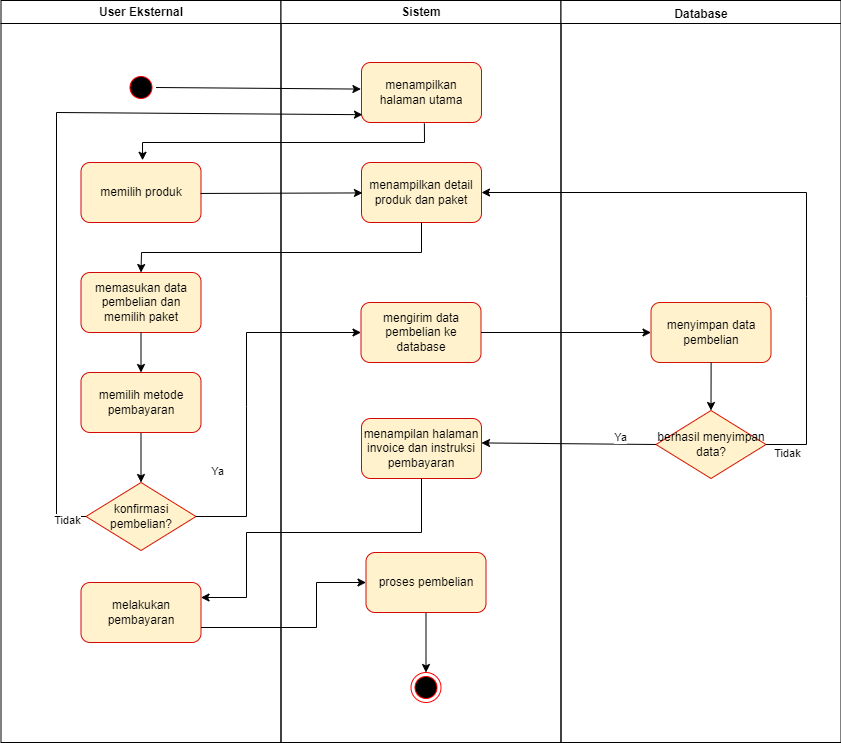 User Eksternal
Sistem
Database
menampilkan
halaman utama
memilih produk
menampilkan detail
produk dan paket
memasukan data
pembelian dan
memilih paket
mengirim data
pembelian ke
database
menyimpan data
pembelian
memilih metode
pembayaran
menampilan halaman
invoice dan instruksi
pembayaran
Ya
berhasil menyimpan
data?
Tidak
Ya
konfirmasi
pembelian?
Tidak
melakukan
pembayaran
proses pembelian